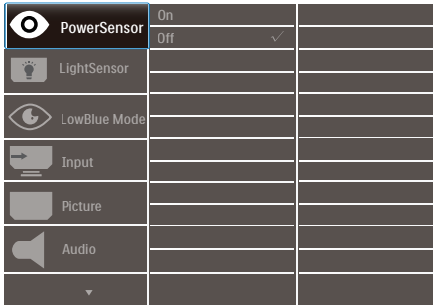 PowerSensor
LightSensor
LowBlue Mode
Input
Picture
Audio
On
Off ✓